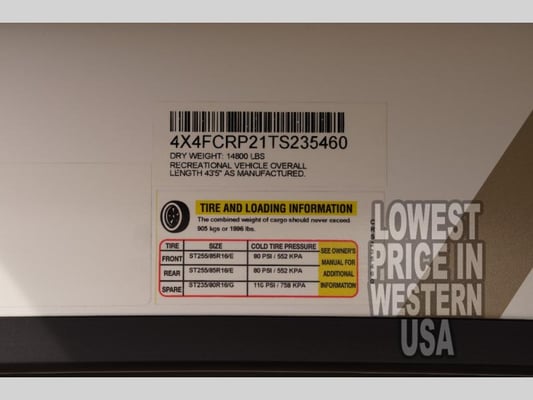 4X4FCRP21TS235460
DRY WEIGHT: 14800 LBS
RECREATIONAL VEHICLE OVERALL
LENGTH 43'5" AS MANUFACTURED.
TIRE AND LOADING INFORMATION
The combined weight of cargo should never exceed
905 kgs or 1996 lbs.
TIRE SIZE COLD TIRE PRESSURE
FRONT ST255/85R16/E 80 PSI / 552 KPA
REAR ST255/85R16/E 80 PSI / 552 KPA
SPARE ST235/80R16/G 110 PSI / 758 KPA
SEE OWNER'S
MANUAL FOR
ADDITIONAL
INFORMATION
LOWEST
PRICE IN
WESTERN
USA